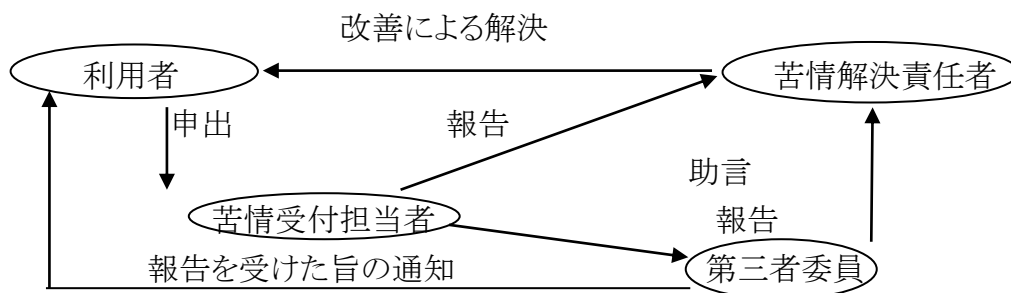 改善による解決
利用者
苦情解決責任者
申出
報告
助言
苦情受付担当者
報告
報告を受けた旨の通知
第三者委員